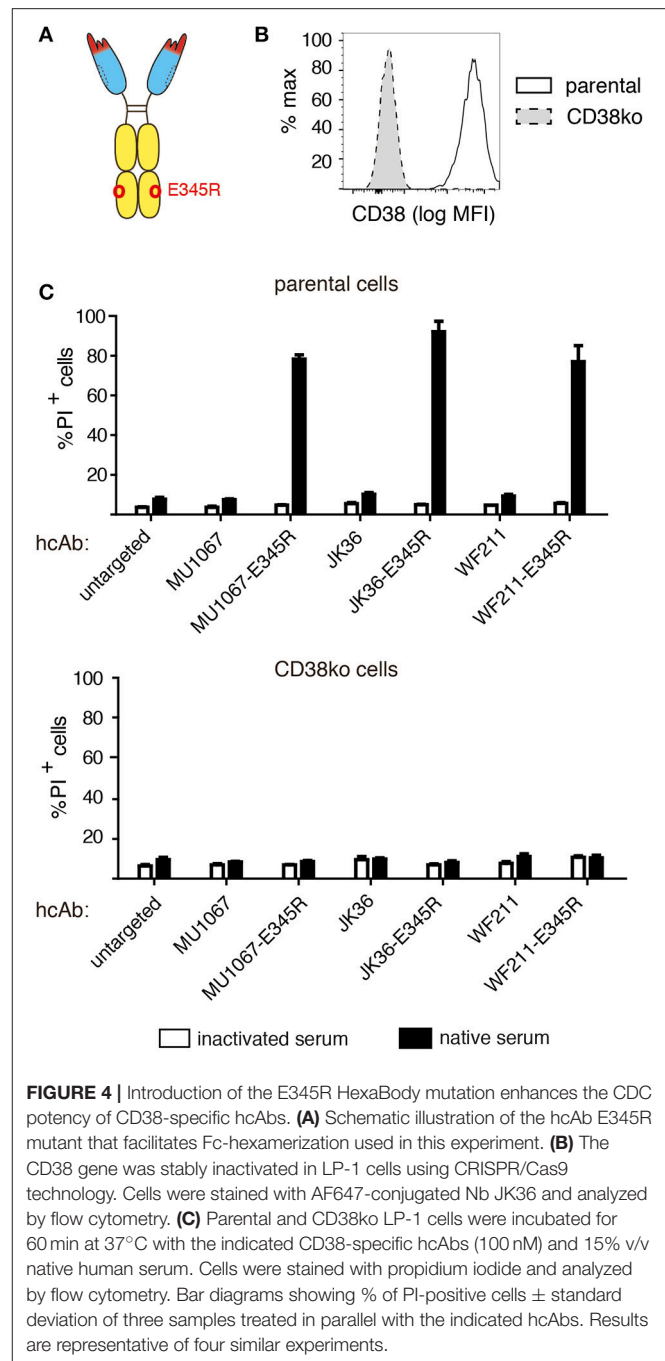 A
E345R
B
100
80
60
40
20
% max
CD38 (log MFI)
parental
CD38ko
C
parental cells
100
80
60
40
20
%PI + cells
hcAb:
untargeted
MU1067
MU1067-E345R
JK36
JK36-E345R
WF211
WF211-E345R
CD38ko cells
100
80
60
40
20
%PI + cells
hcAb:
untargeted
MU1067
MU1067-E345R
JK36
JK36-E345R
WF211
WF211-E345R
inactivated serum
native serum
FIGURE 4 | Introduction of the E345R HexaBody mutation enhances the CDC
potency of CD38-specific hcAbs. (A) Schematic illustration of the hcAb E345R
mutant that facilitates Fc-hexamerization used in this experiment. (B) The
CD38 gene was stably inactivated in LP-1 cells using CRISPR/Cas9
technology. Cells were stained with AF647-conjugated Nb JK36 and analyzed
by flow cytometry. (C) Parental and CD38ko LP-1 cells were incubated for
60 min at 37°C with the indicated CD38-specific hcAbs (100 nM) and 15% v/v
native human serum. Cells were stained with propidium iodide and analyzed
by flow cytometry. Bar diagrams showing % of PI-positive cells ± standard
deviation of three samples treated in parallel with the indicated hcAbs. Results
are representative of four similar experiments.